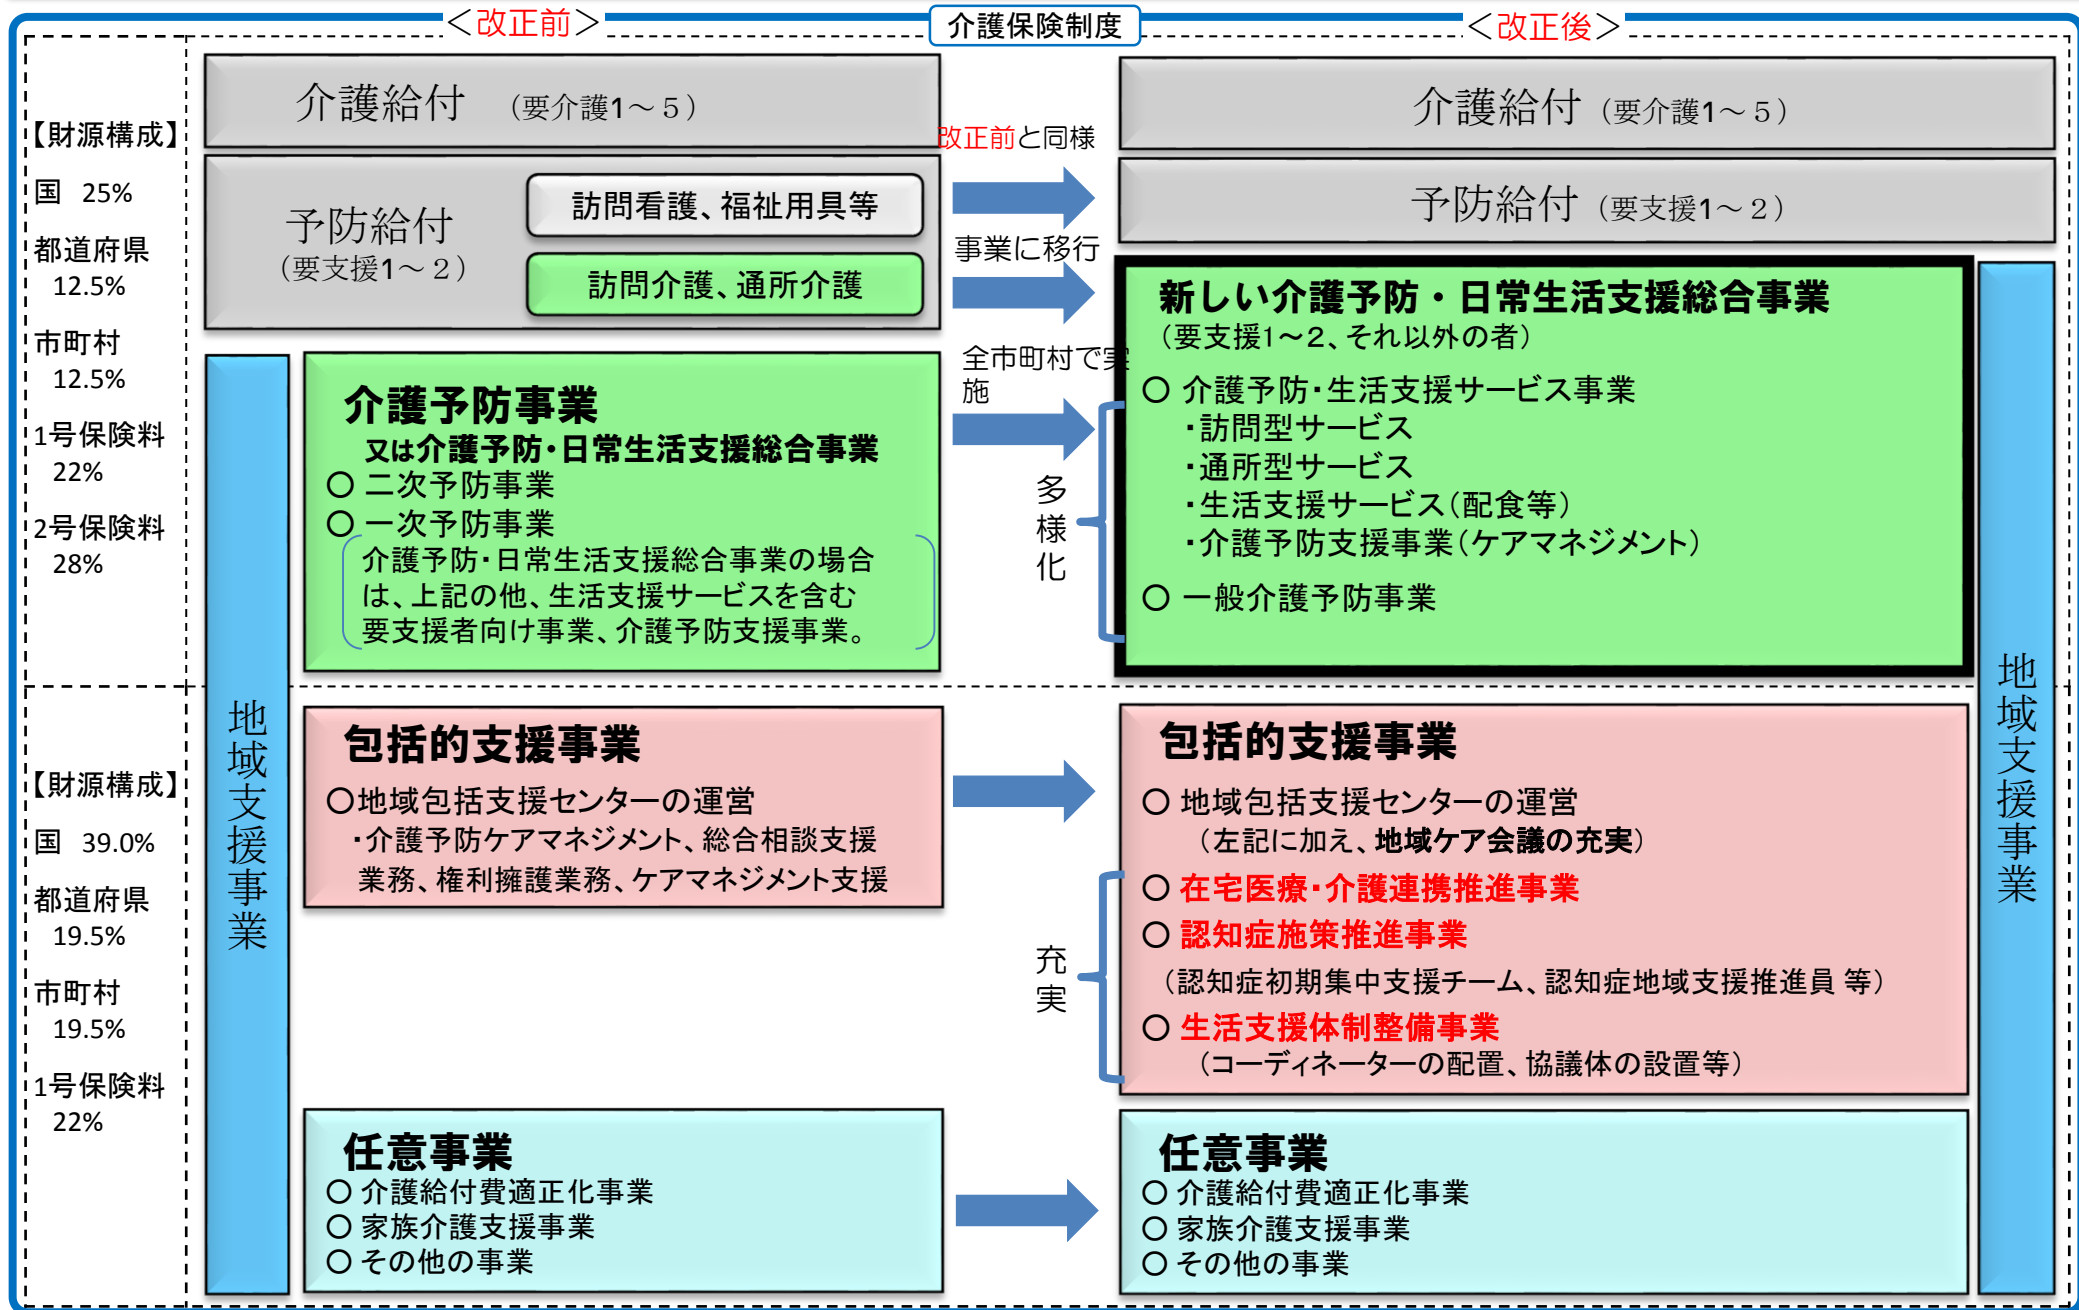 介護保険制度
＜改正前＞
＜改正後＞
【財源構成】
国 25%
都道府県
12.5%
市町村
12.5%
1号保険料
22%
2号保険料
28%
介護給付 （要介護1～５）
予防給付
（要支援1～２）
訪問看護、福祉用具等
訪問介護、通所介護
改正前と同様
事業に移行
全市町村で実
施
多様化
介護給付（要介護1～５）
予防給付（要支援1～２）
介護予防事業
又は介護予防・日常生活支援総合事業
○ 二次予防事業
○ 一次予防事業
介護予防・日常生活支援総合事業の場合
は、上記の他、生活支援サービスを含む
要支援者向け事業、介護予防支援事業。
新しい介護予防・日常生活支援総合事業
（要支援1～2、それ以外の者）
○ 介護予防・生活支援サービス事業
・訪問型サービス
・通所型サービス
・生活支援サービス（配食等）
・介護予防支援事業（ケアマネジメント）
○ 一般介護予防事業
地域支援事業
地域支援事業
【財源構成】
国 39.0%
都道府県
19.5%
市町村
19.5%
1号保険料
22%
包括的支援事業
○地域包括支援センターの運営
・介護予防ケアマネジメント、総合相談支援
業務、権利擁護業務、ケアマネジメント支援
充実
包括的支援事業
○ 地域包括支援センターの運営
（左記に加え、地域ケア会議の充実）
○ 在宅医療・介護連携推進事業
○ 認知症施策推進事業
（認知症初期集中支援チーム、認知症地域支援推進員 等）
○ 生活支援体制整備事業
（コーディネーターの配置、協議体の設置等）
任意事業
○ 介護給付費適正化事業
○ 家族介護支援事業
○ その他の事業
任意事業
○ 介護給付費適正化事業
○ 家族介護支援事業
○ その他の事業